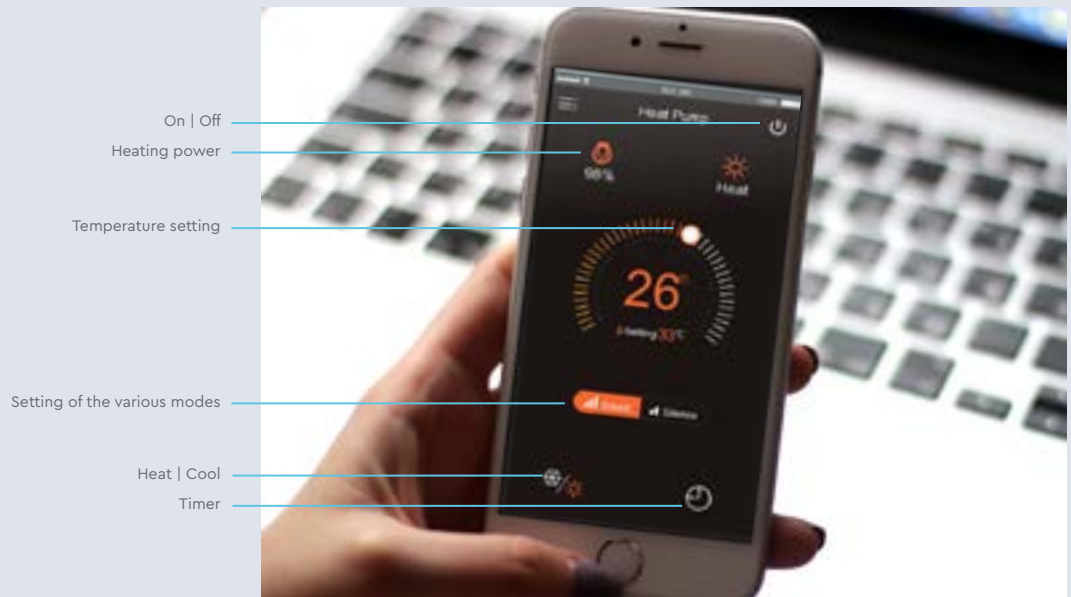 On | Off
Heating power
Temperature setting
Setting of the various modes
Heat | Cool
Timer
Heat Pump
98%
Heat
26
Setting 33°C
Silence